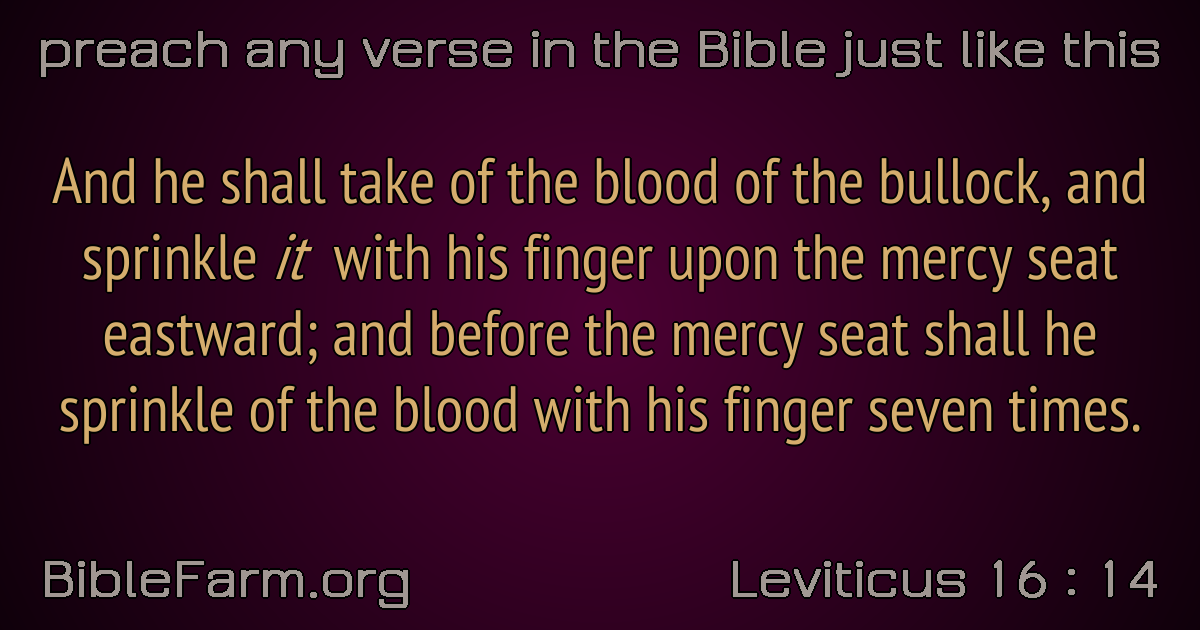 preach any verse in the Bible just like this
And he shall take of the blood of the bullock, and
sprinkle it with his finger upon the mercy seat
eastward; and before the mercy seat shall he
sprinkle of the blood with his finger seven times.
BibleFarm.org
Leviticus 16 : 14